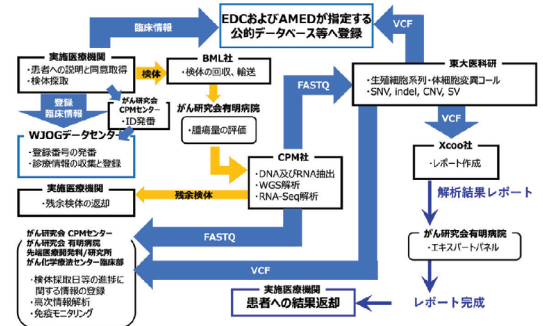 臨床情報
EDCおよびAMEDが指定する
公的データベース等へ登録
VCF
実施医療機関
・患者への説明と同意取得
・検体採取
検体
BML社
・検体の回収、輸送
FASTQ
東大医科研
・生殖細胞系列・体細胞変異コール
・SNV, indel, CNV, SV
登録
臨床情報
がん研究会
CPMセンター
・ID発番
がん研究会有明病院
・腫瘍量の評価
VCF
WJOGデータセンター
・登録番号の発番
・診療情報の収集と登録
CPM社
・DNA及びRNA抽出
・WGS解析
・RNA-Seq解析
Xcoo社
・レポート作成
実施医療機関
・残余検体の返却
残余検体
解析結果レポート
がん研究会 CPMセンター
がん研究会 有明病院
先端医療開発科/研究所
がん化学療法センター臨床部
・検体採取日等の進捗に
関する情報の登録
・高次情報解析
・免疫モニタリング
FASTQ
がん研究会有明病院
・エキスパートパネル
VCF
実施医療機関
患者への結果返却
レポート完成